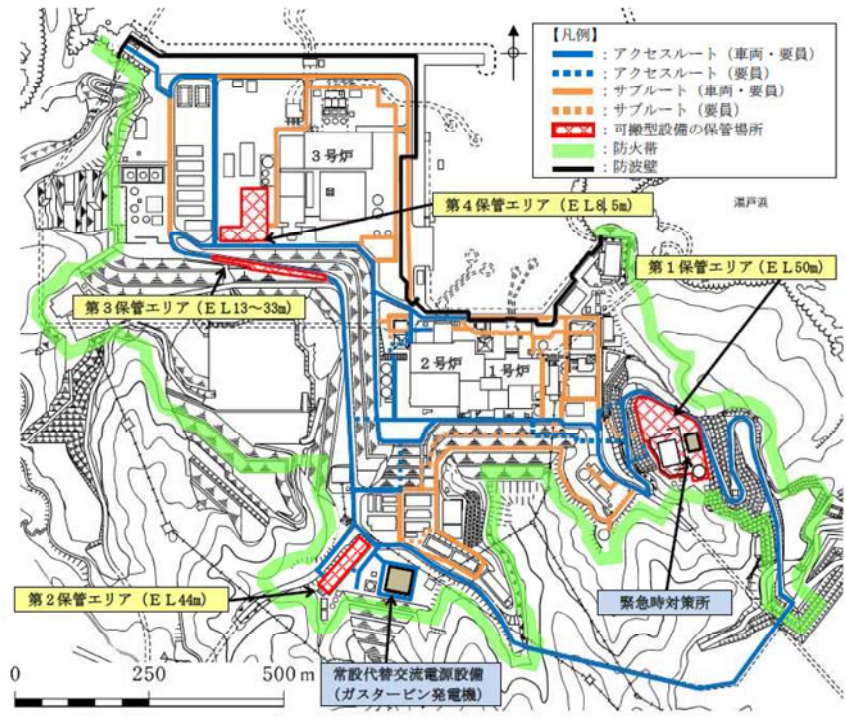 【凡例】
：アクセスルート（車両・要員）
：アクセスルート（要員）
：サブルート（車両・要員）
：サブルート（要員）
：可搬型設備の保管場所
：防火帯
：防波壁
3号炉
第4保管エリア（EL8.5m）
湯戸浜
第1保管エリア（EL50m）
第3保管エリア（EL13～33m）
2号炉
1号炉
第2保管エリア（EL44m）
緊急時対策所
常設代替交流電源設備
（ガスタービン発電機）
0 250 500m